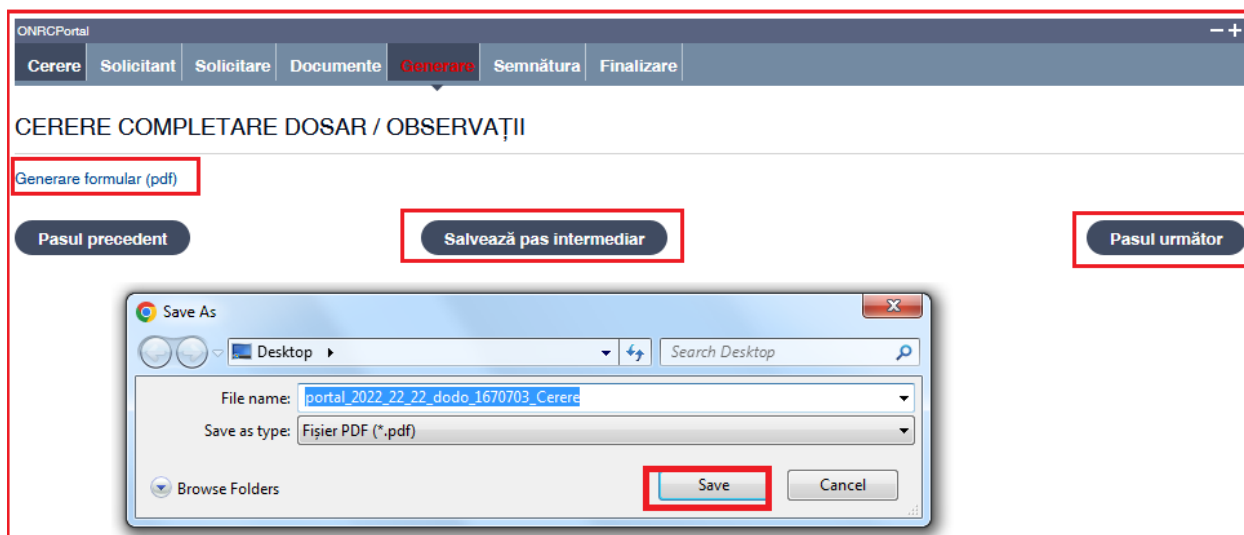 ONRCPortal
Cerere Solicitant Solicitare Documente Generare Semnătura Finalizare
CERERE COMPLETARE DOSAR / OBSERVAȚII
Generare formular (pdf)
Pasul precedent Salvează pas intermediar Pasul următor
Save As
Desktop Search Desktop
File name: portal_2022_22_22_dodo_1670703_Cerere
Save as type: Fișier PDF (*.pdf)
Browse Folders Save Cancel